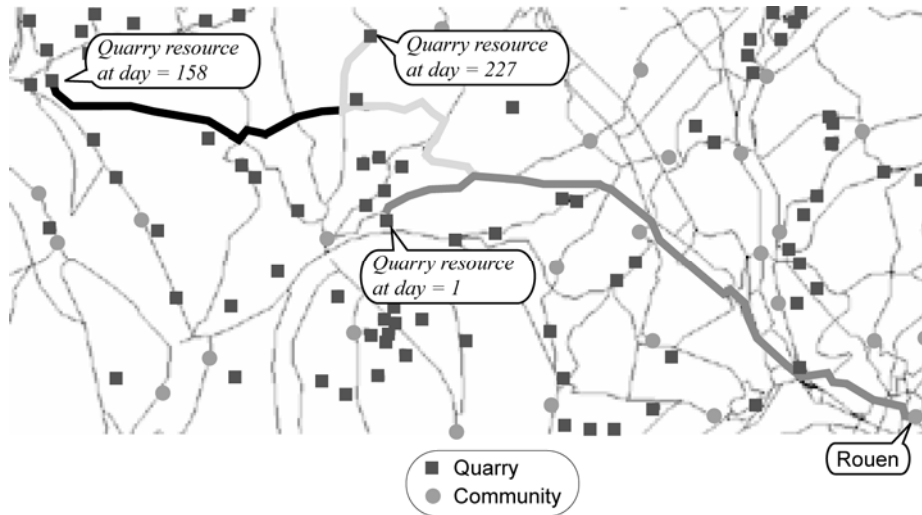 Quarry resource
at day = 158
Quarry resource
at day = 227
Quarry resource
at day = 1
Rouen
Quarry
Community